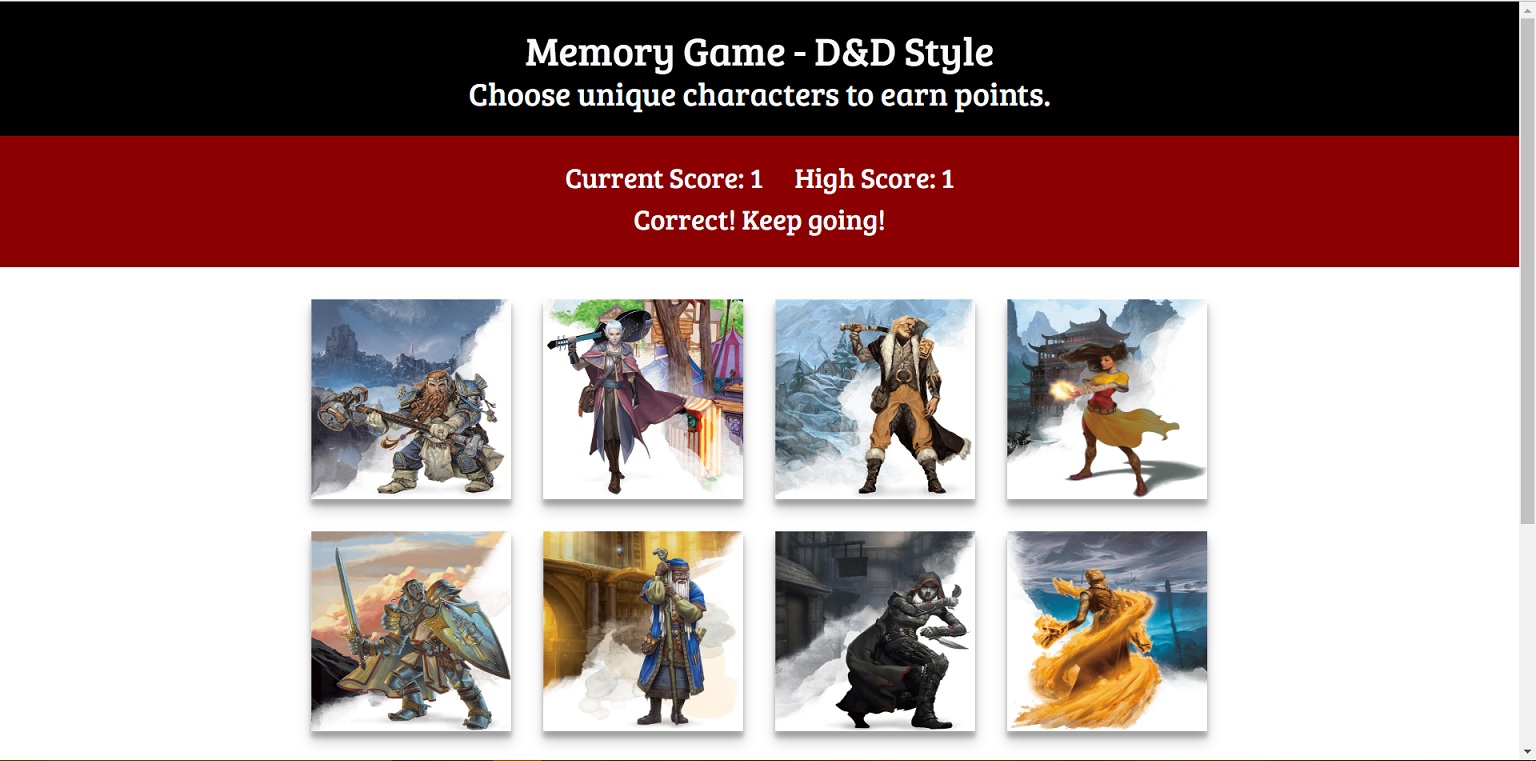 Memory Game - D&D Style
Choose unique characters to earn points.
Current Score: 1 High Score: 1
Correct! Keep going!